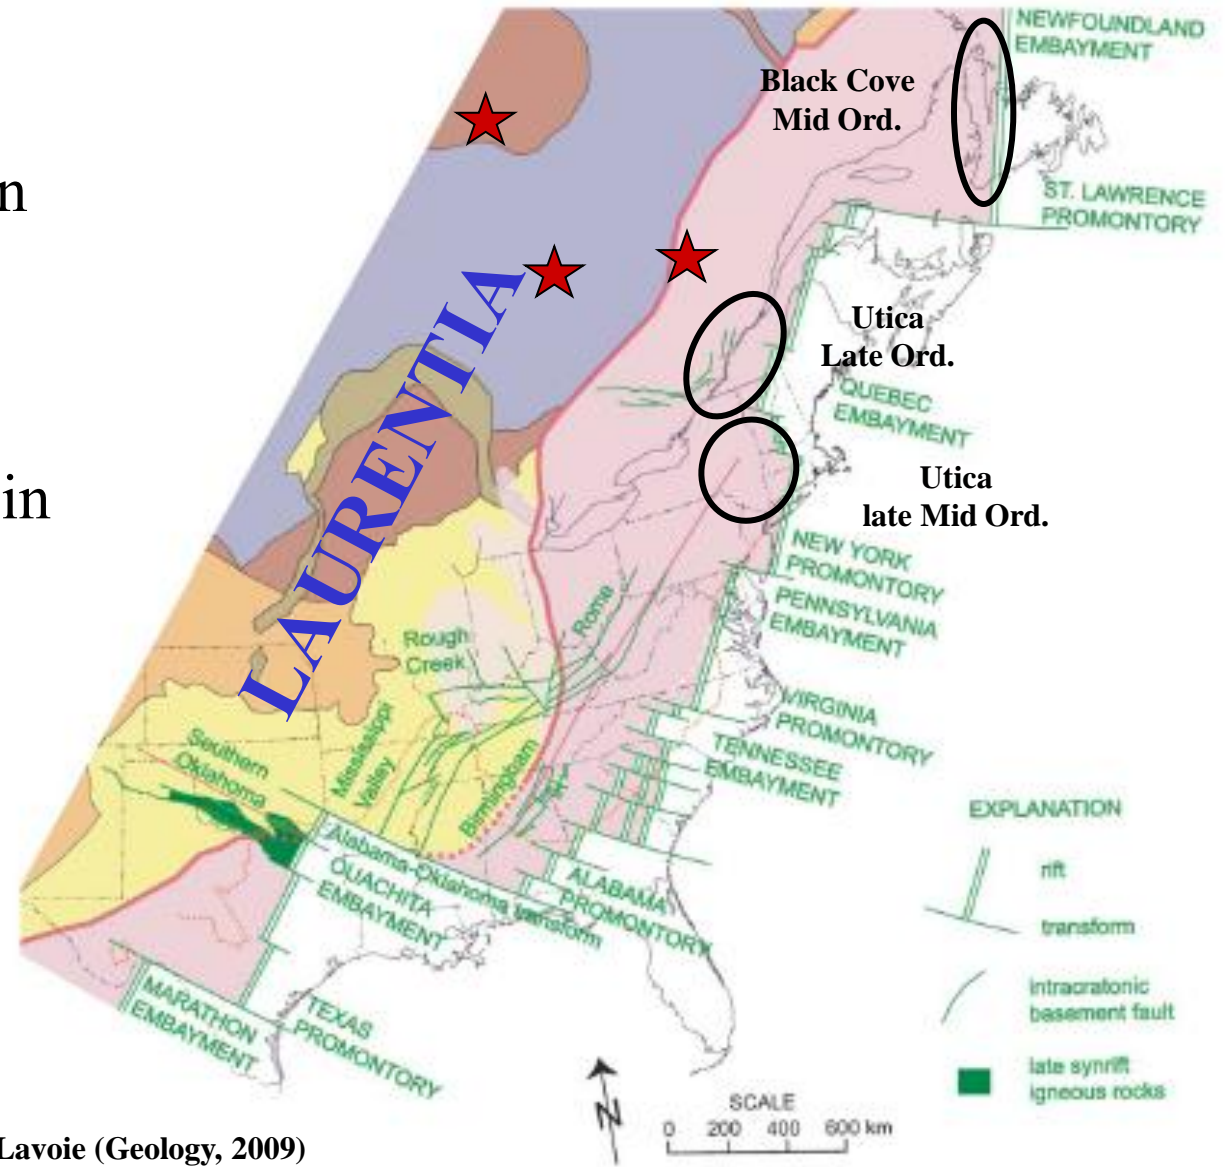 NEWFOUNDLAND
EMBAYMENT
Black Cove
Mid Ord.
n
ST. LAWRENCE
PROMONTORY
LAURENTIA
Utica
Late Ord.
QUEBEC
EMBAYMENT
in
Utica
late Mid Ord.
NEW YORK
PROMONTORY
PENNSYLVANIA
EMBAYMENT
Rome
Rough
Creek
VIRGINIA
PROMONTORY
TENNESSEE
EMBAYMENT
Mississippi
Valley
Southern
Oklahoma
Birmingham
Alabama-Oklahoma transform
OUACHITA
EMBAYMENT
ALABAMA
PROMONTORY
MARATHON
EMBAYMENT
TEXAS
PROMONTORY
EXPLANATION
rift
transform
intracratonic
basement fault
late synrift
igneous rocks
N
SCALE
0 200 400 600 km
Lavoie (Geology, 2009)